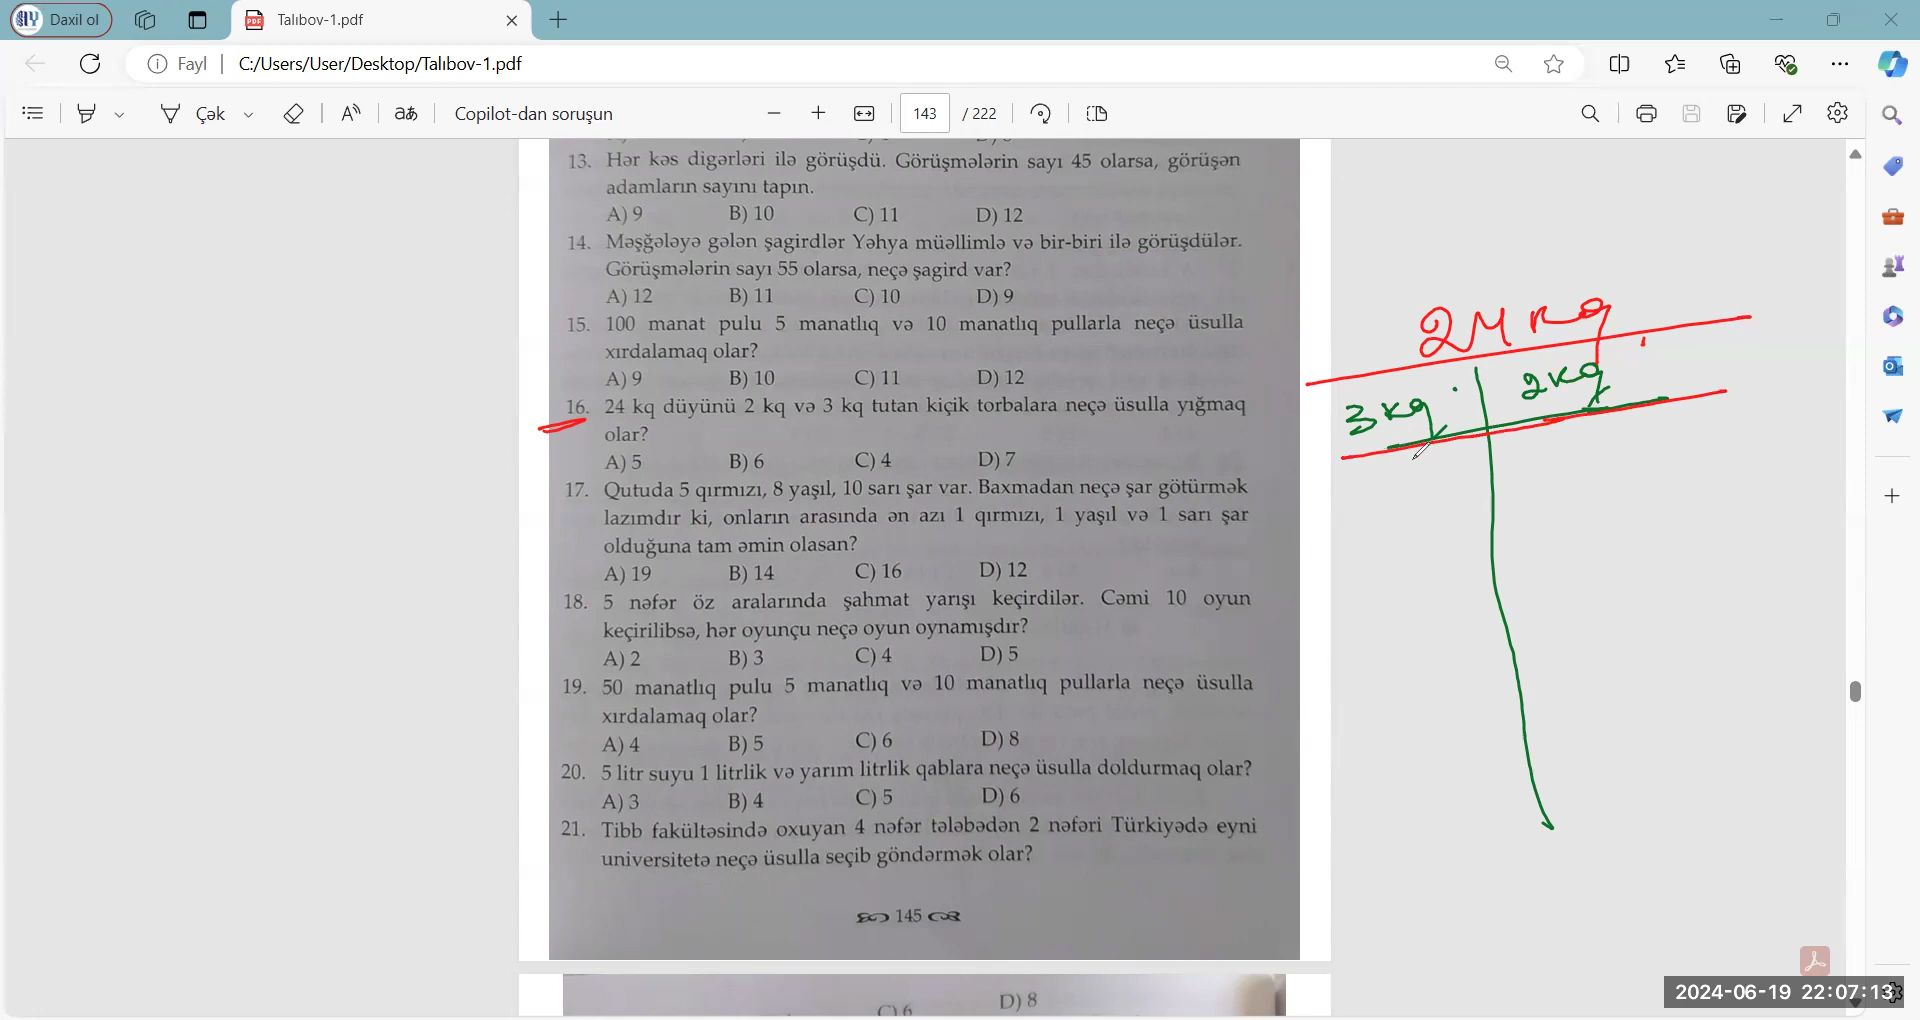 Daxil ol
Talıbov-1.pdf
Fayl
C:/Users/User/Desktop/Talıbov-1.pdf
Çək
aあ
Copilot-dan soruşun
143 / 222
13. Hər kəs digərləri ilə görüşdü. Görüşmələrin sayı 45 olarsa, görüşən
adamların sayını tapın.
A) 9 B) 10 C) 11 D) 12
14. Məşğələyə gələn şagirdlər Yəhya müəllimlə və bir-biri ilə görüşdülər.
Görüşmələrin sayı 55 olarsa, neçə şagird var?
A) 12 B) 11 C) 10 D) 9
15. 100 manat pulu 5 manatlıq və 10 manatlıq pullarla neçə üsulla
xırdalamaq olar?
A) 9 B) 10 C) 11 D) 12
16. 24 kq düyünü 2 kq və 3 kq tutan kiçik torbalara neçə üsulla yığmaq
olar?
A) 5 B) 6 C) 4 D) 7
17. Qutuda 5 qırmızı, 8 yaşıl, 10 sarı şar var. Baxmadan neçə şar götürmək
lazımdır ki, onların arasında ən azı 1 qırmızı, 1 yaşıl və 1 sarı şar
olduğuna tam əmin olasan?
A) 19 B) 14 C) 16 D) 12
18. 5 nəfər öz aralarında şahmat yarışı keçirdilər. Cəmi 10 oyun
keçirilibsə, hər oyunçu neçə oyun oynamışdır?
A) 2 B) 3 C) 4 D) 5
19. 50 manatlıq pulu 5 manatlıq və 10 manatlıq pullarla neçə üsulla
xırdalamaq olar?
A) 4 B) 5 C) 6 D) 8
20. 5 litr suyu 1 litrlik və yarım litrlik qablara neçə üsulla doldurmaq olar?
A) 3 B) 4 C) 5 D) 6
21. Tibb fakültəsində oxuyan 4 nəfər tələbədən 2 nəfəri Türkiyədə eyni
universitetə neçə üsulla seçib göndərmək olar?
145
C) 6 D) 8
24 kq
3 kq 2 kq
2024-06-19 22:07:13